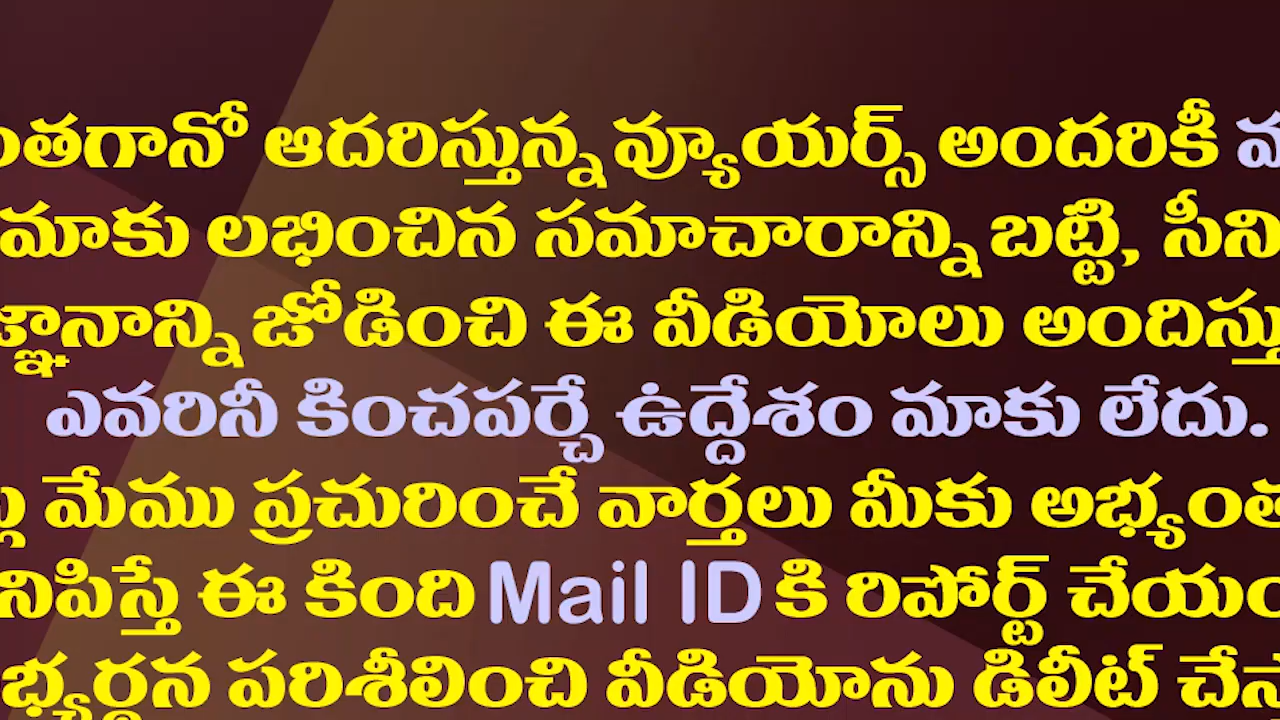 ంతగానో ఆదరిస్తున్న వ్యూయర్స్ అందరికీ
మాకు లభించిన సమాచారాన్ని బట్టి, సీని
జ్ఞానాన్ని జోడించి ఈ వీడియోలు అందిస్తు
ఎవరినీ కించపర్చే ఉద్దేశం మాకు లేదు.
మేము ప్రచురించే వార్తలు మీకు అభ్యంత
నిపిస్తే ఈ కింది Mail ID కి రిపోర్ట్ చేయం
భ్యర్థన పరిశీలించి వీడియోను డిలీట్ చేస